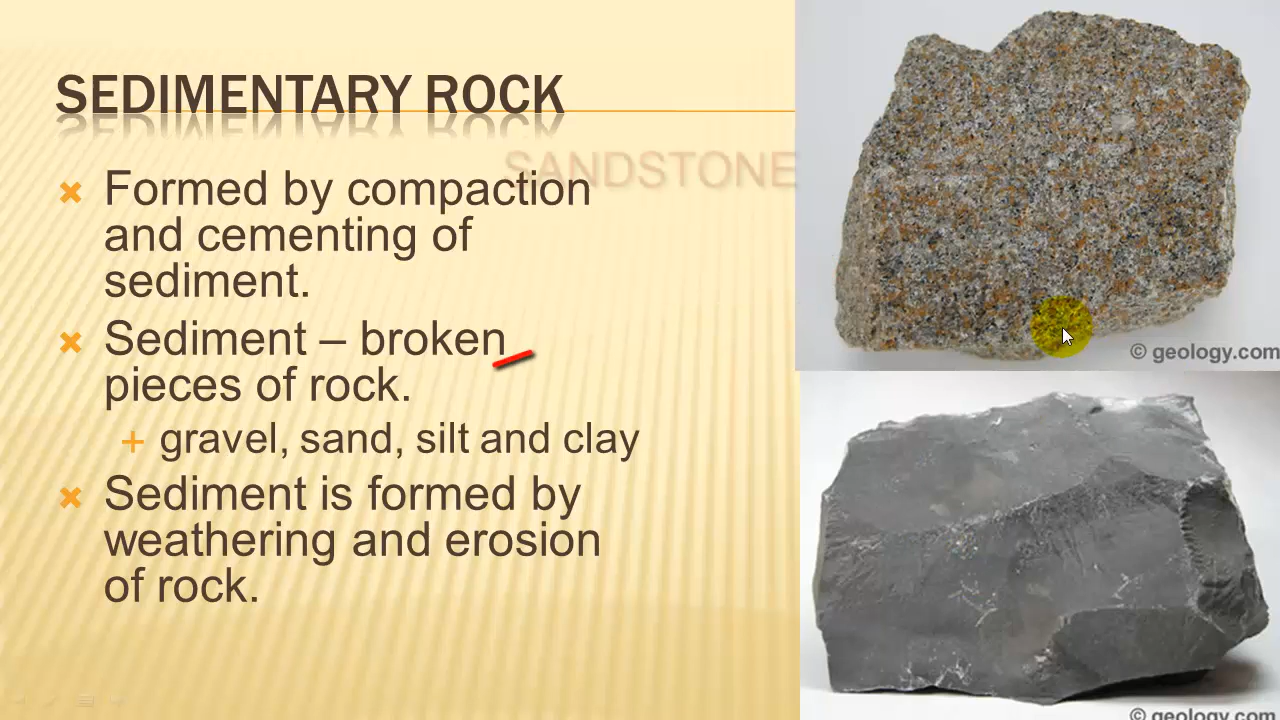 SEDIMENTARY ROCK
SANDSTONE
Formed by compaction
and cementing of
sediment.
Sediment – broken
pieces of rock.
gravel, sand, silt and clay
Sediment is formed by
weathering and erosion
of rock.
© geology.com
© geology.com